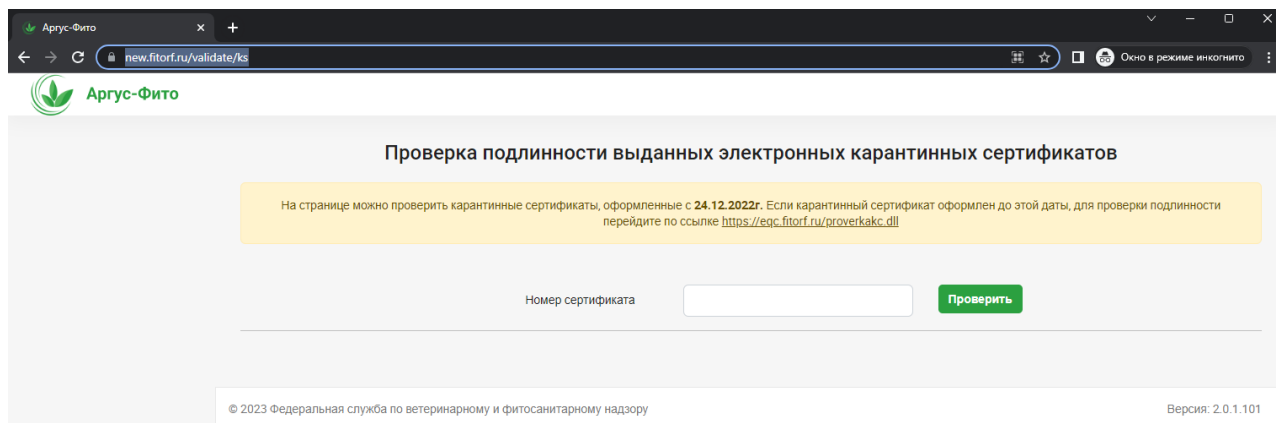 Аргус-Фито
new.fitorf.ru/validate/ks
Окно в режиме инкогнито
Аргус-Фито
Проверка подлинности выданных электронных карантинных сертификатов
На странице можно проверить карантинные сертификаты, оформленные с 24.12.2022г. Если карантинный сертификат оформлен до этой даты, для проверки подлинности
перейдите по ссылке https://eqc.fitorf.ru/proverkakc.dll
Номер сертификата
Проверить
© 2023 Федеральная служба по ветеринарному и фитосанитарному надзору
Версия: 2.0.1.101